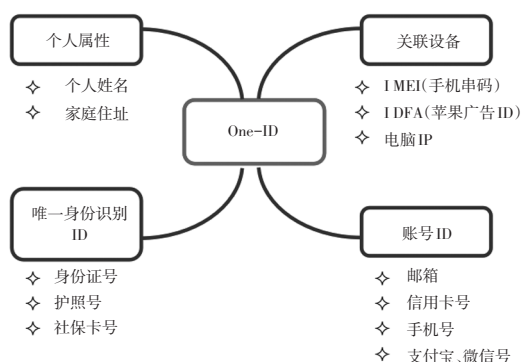 个人属性
个人姓名
家庭住址
关联设备
IMEI(手机串码)
IDFA(苹果广告ID)
电脑IP
One-ID
唯一身份识别
ID
身份证号
护照号
社保卡号
账号ID
邮箱
信用卡号
手机号
支付宝、微信号